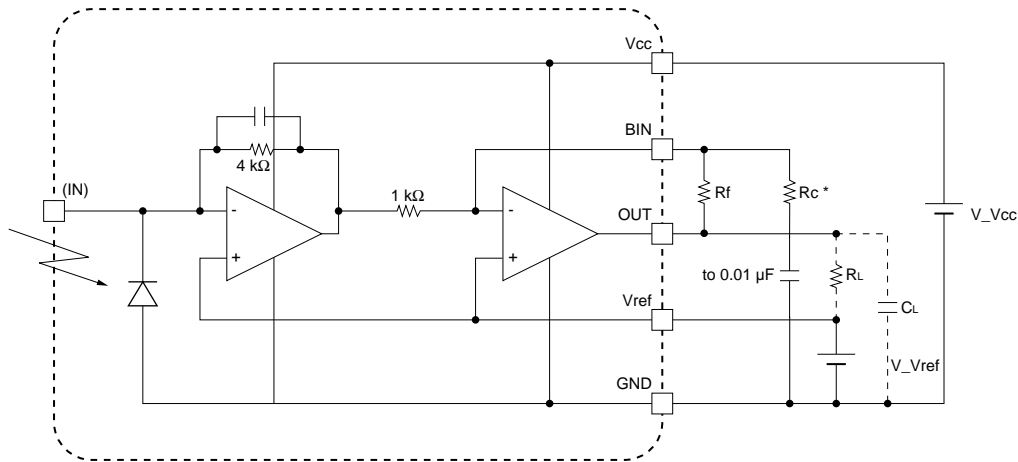 Vcc
BIN
4 kΩ
(IN)
1 kΩ
Rf
Rc *
-
-
OUT
V_Vcc
+
+
to 0.01 µF
RL
Vref
CL
V_Vref
GND